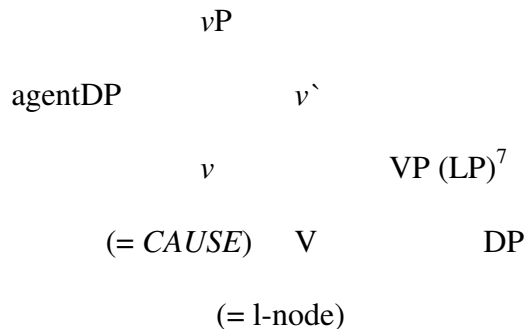 vP
agentDP v`
v VP (LP)7
(= CAUSE) V DP
(= l-node)